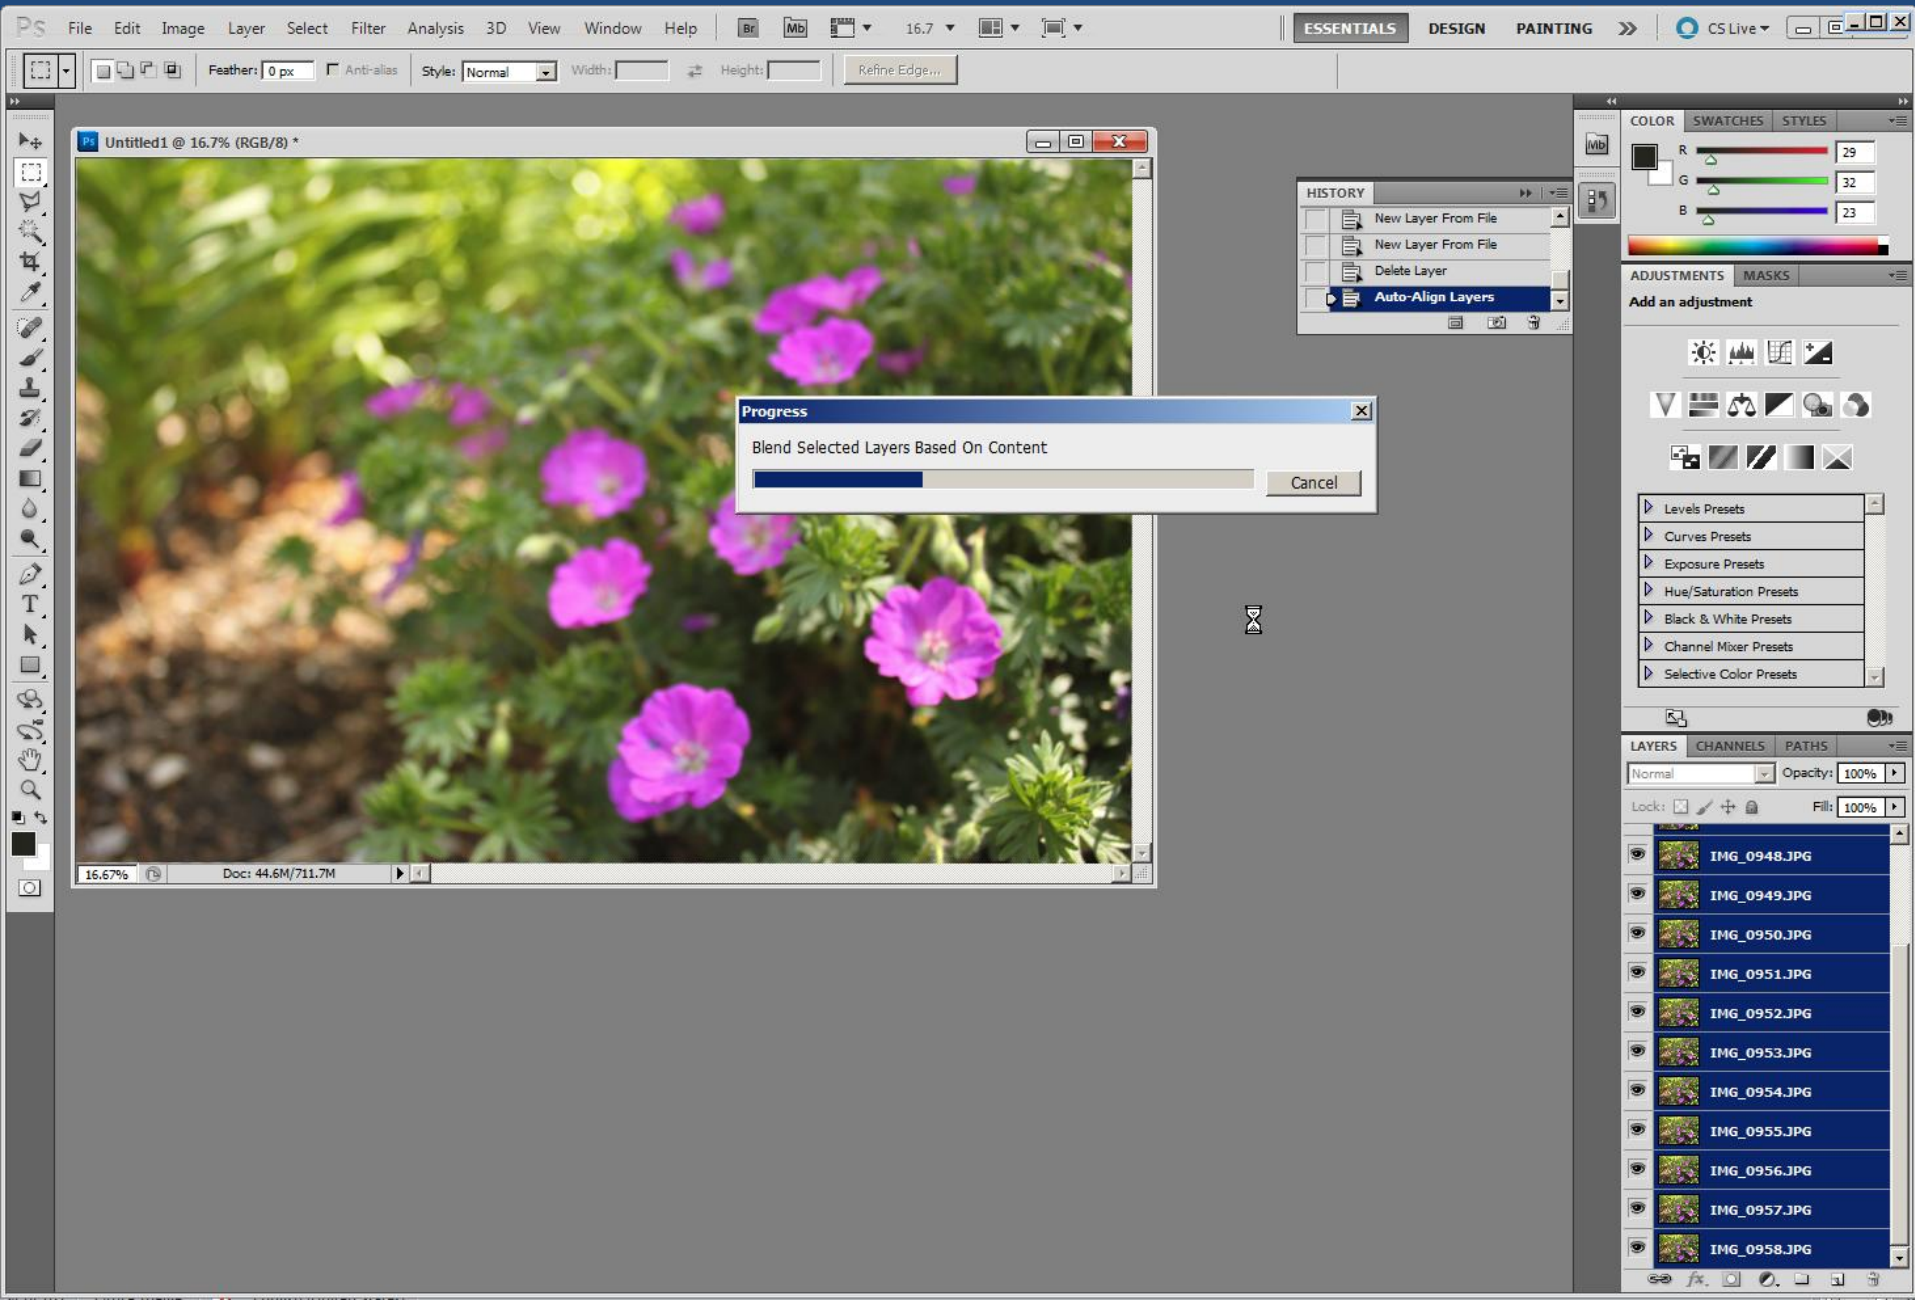 Ps File Edit Image Layer Select Filter Analysis 3D View Window Help Br Mb 16.7 ESSENTIALS DESIGN PAINTING CS Live
Feather: 0 px Anti-alias Style: Normal Width: Height: Refine Edge...
Ps Untitled1 @ 16.7% (RGB/8) *
16.67% Doc: 44.6M/711.7M
HISTORY
New Layer From File
New Layer From File
Delete Layer
Auto-Align Layers
Progress
Blend Selected Layers Based On Content
Cancel
Mb
COLOR SWATCHES STYLES
R 29
G 32
B 23
ADJUSTMENTS MASKS
Add an adjustment
Levels Presets
Curves Presets
Exposure Presets
Hue/Saturation Presets
Black & White Presets
Channel Mixer Presets
Selective Color Presets
LAYERS CHANNELS PATHS
Normal Opacity: 100%
Lock: Fill: 100%
IMG_0948.JPG
IMG_0949.JPG
IMG_0950.JPG
IMG_0951.JPG
IMG_0952.JPG
IMG_0953.JPG
IMG_0954.JPG
IMG_0955.JPG
IMG_0956.JPG
IMG_0957.JPG
IMG_0958.JPG
fx.